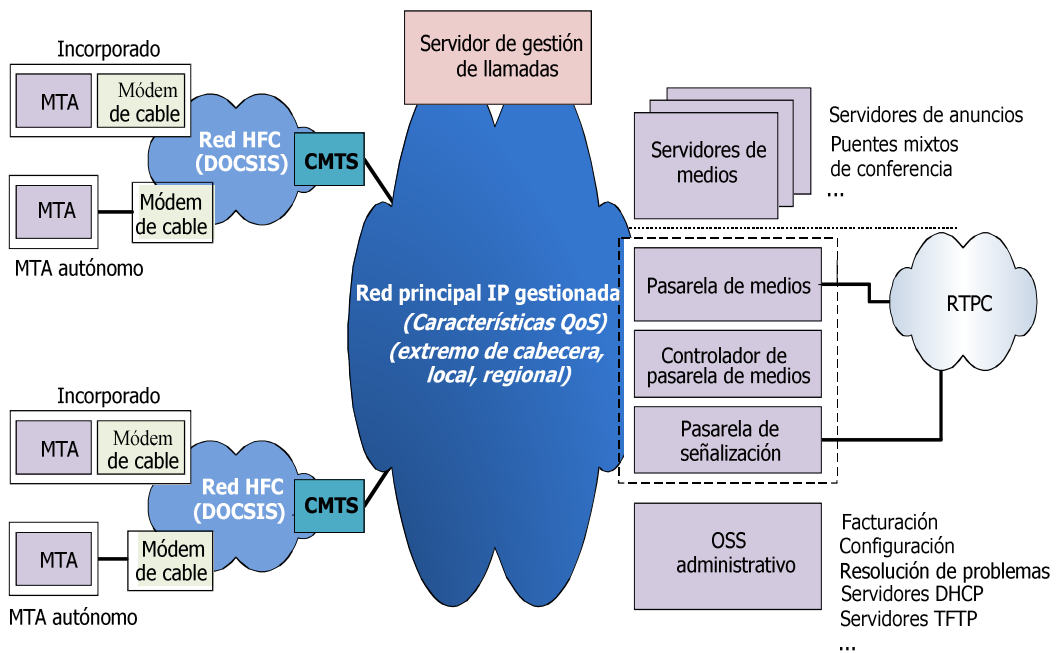 Incorporado
MTA
Módem
de cable
Red HFC
(DOCSIS)
CMTS
MTA
Módem
de cable
MTA autónomo
Incorporado
MTA
Módem
de cable
Red HFC
(DOCSIS)
CMTS
MTA
Módem
de cable
MTA autónomo
Servidor de gestión
de llamadas
Red principal IP gestionada
(Características QoS)
(extremo de cabecera,
local, regional)
Servidores de
medios
Servidores de anuncios
Puentes mixtos
de conferencia
...
Pasarela de medios
Controlador de
pasarela de medios
Pasarela de
señalización
RTPC
OSS
administrativo
Facturación
Configuración
Resolución de problemas
Servidores DHCP
Servidores TFTP
...